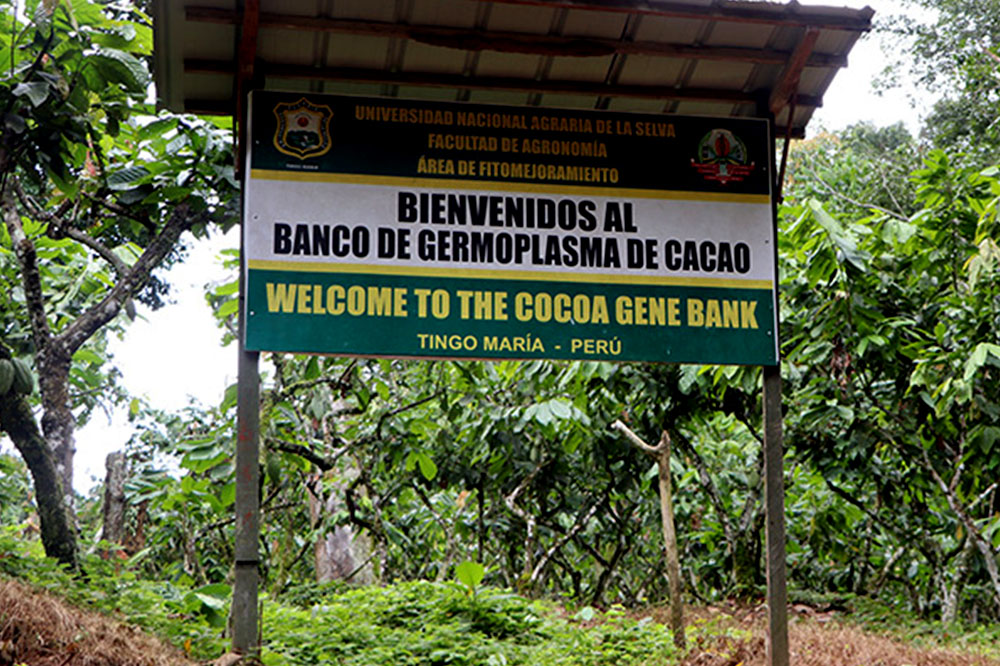 UNIVERSIDAD NACIONAL AGRARIA DE LA SELVA
FACULTAD DE AGRONOMÍA
ÁREA DE FITOMEJORAMIENTO
BIENVENIDOS AL
BANCO DE GERMOPLASMA DE CACAO
WELCOME TO THE COCOA GENE BANK
TINGO MARÍA - PERÚ